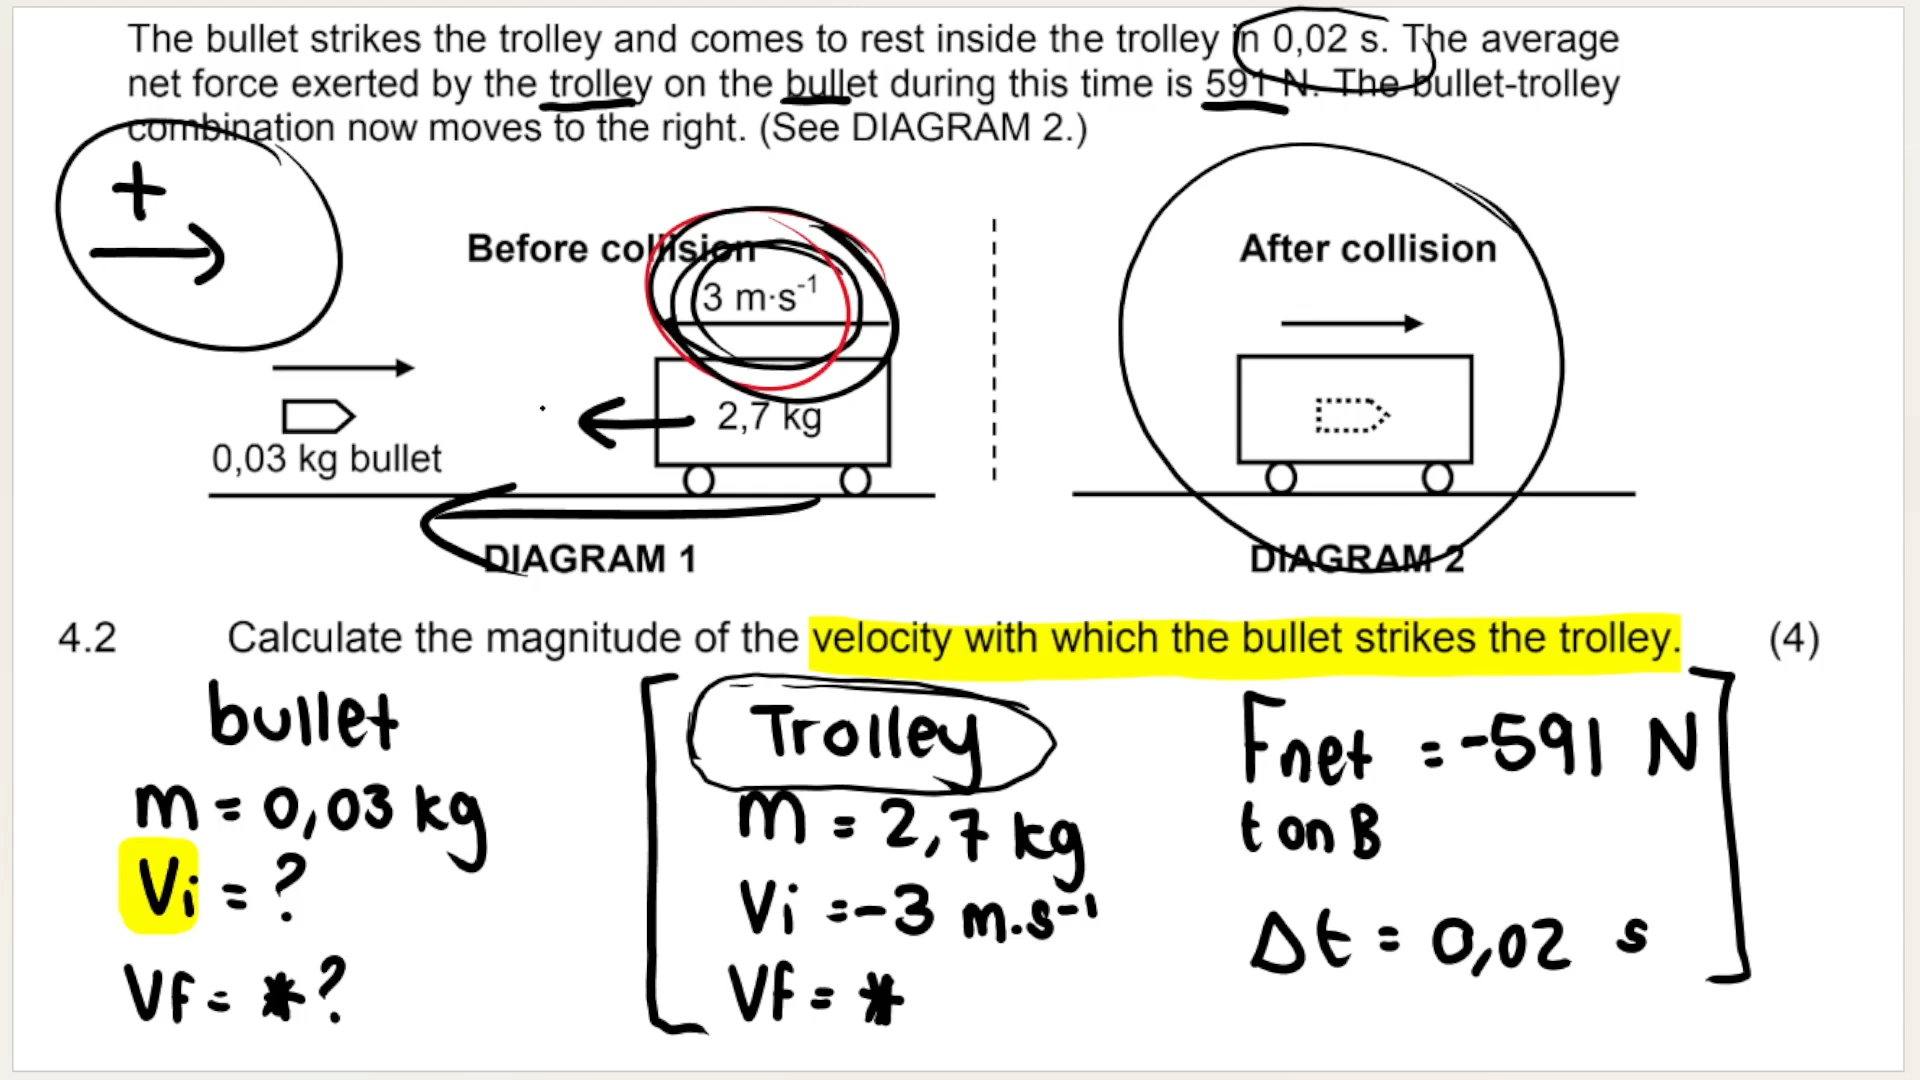 The bullet strikes the trolley and comes to rest inside the trolley in 0,02 s. The average
net force exerted by the trolley on the bullet during this time is 591 N. The bullet-trolley
combination now moves to the right. (See DIAGRAM 2.)
+
Before collision
After collision
3 m·s⁻¹
2,7 kg
0,03 kg bullet
DIAGRAM 1
DIAGRAM 2
4.2 Calculate the magnitude of the velocity with which the bullet strikes the trolley. (4)
bullet
m = 0,03 kg
Vi = ?
Vf = *?
Trolley
m = 2,7 kg
Vi = -3 m.s⁻¹
Vf = *
Fnet = -591 N
t on B
Δt = 0,02 s